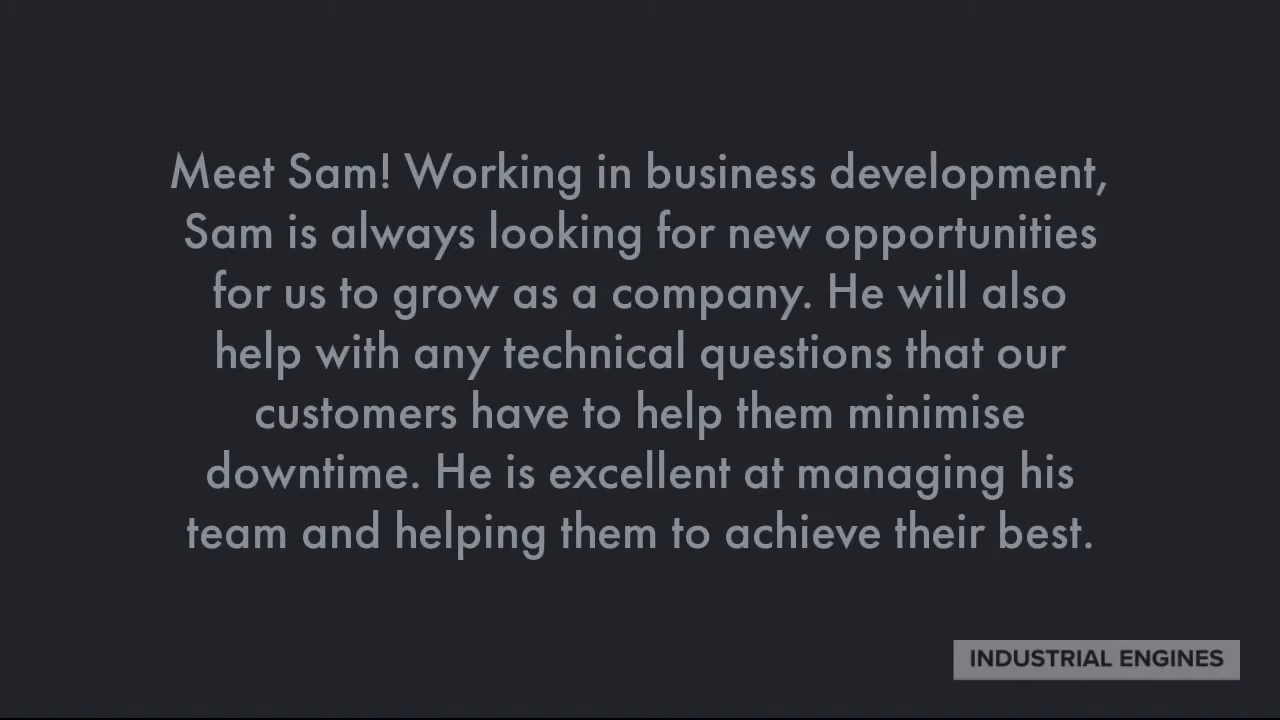 Meet Sam! Working in business development,
Sam is always looking for new opportunities
for us to grow as a company. He will also
help with any technical questions that our
customers have to help them minimise
downtime. He is excellent at managing his
team and helping them to achieve their best.
INDUSTRIAL ENGINES